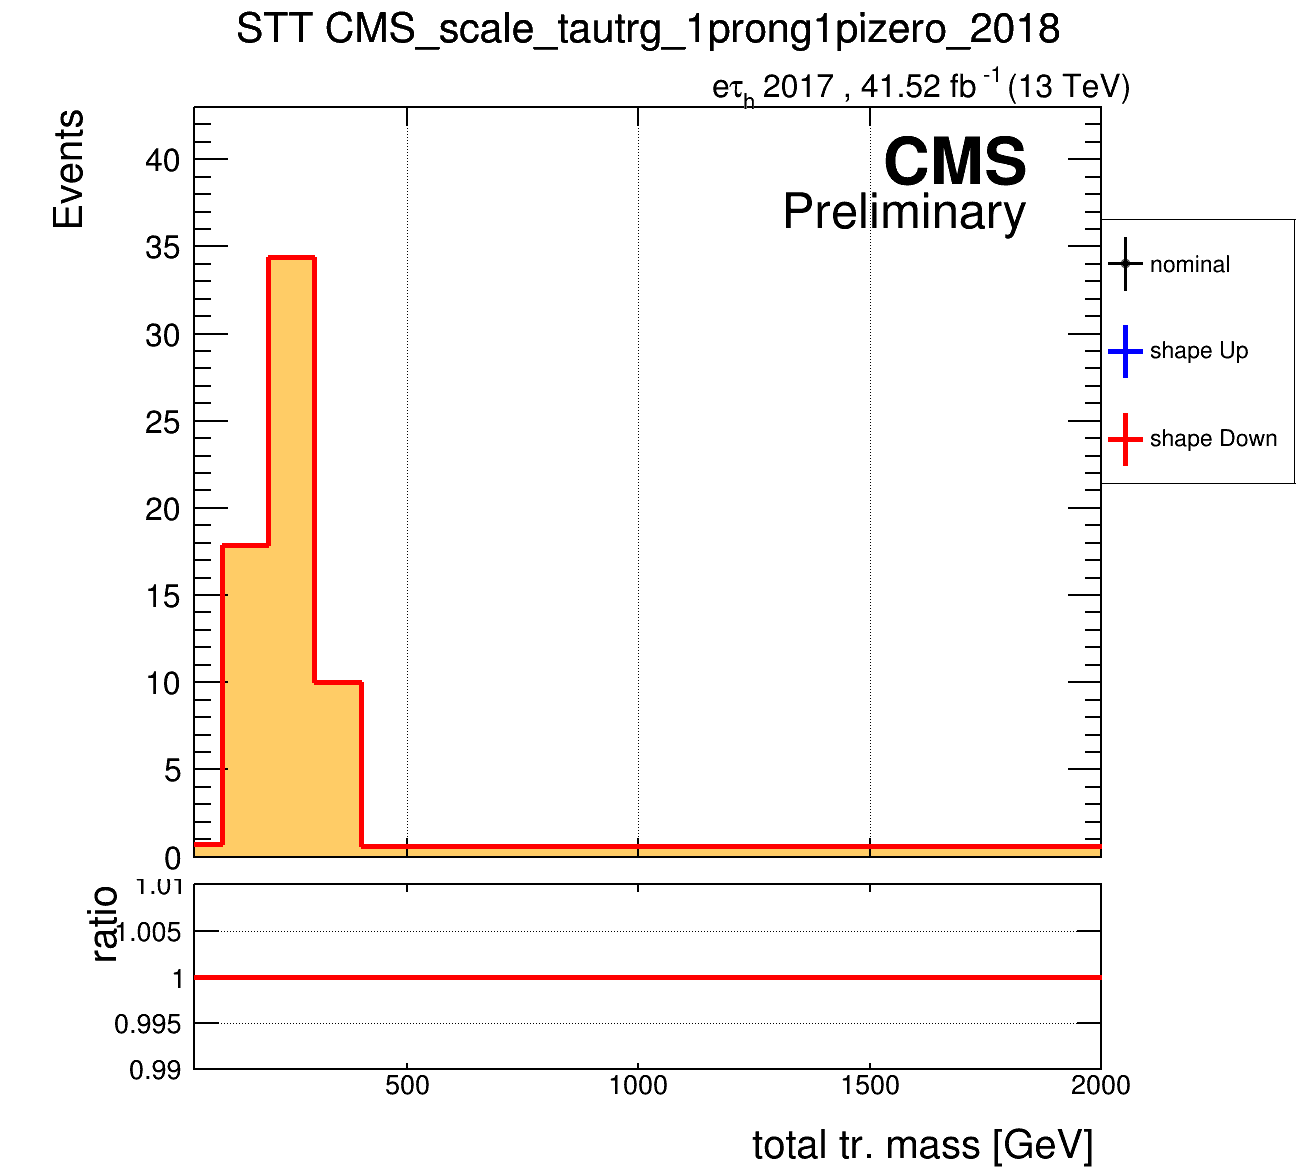 STT CMS_scale_tautrg_1prong1pizero_2018
eτh 2017 , 41.52 fb -1 (13 TeV)
Events
CMS
Preliminary
40
35
30
25
20
15
10
5
0
nominal
shape Up
shape Down
ratio
1.01
1.005
1
0.995
0.99
500 1000 1500 2000
total tr. mass [GeV]